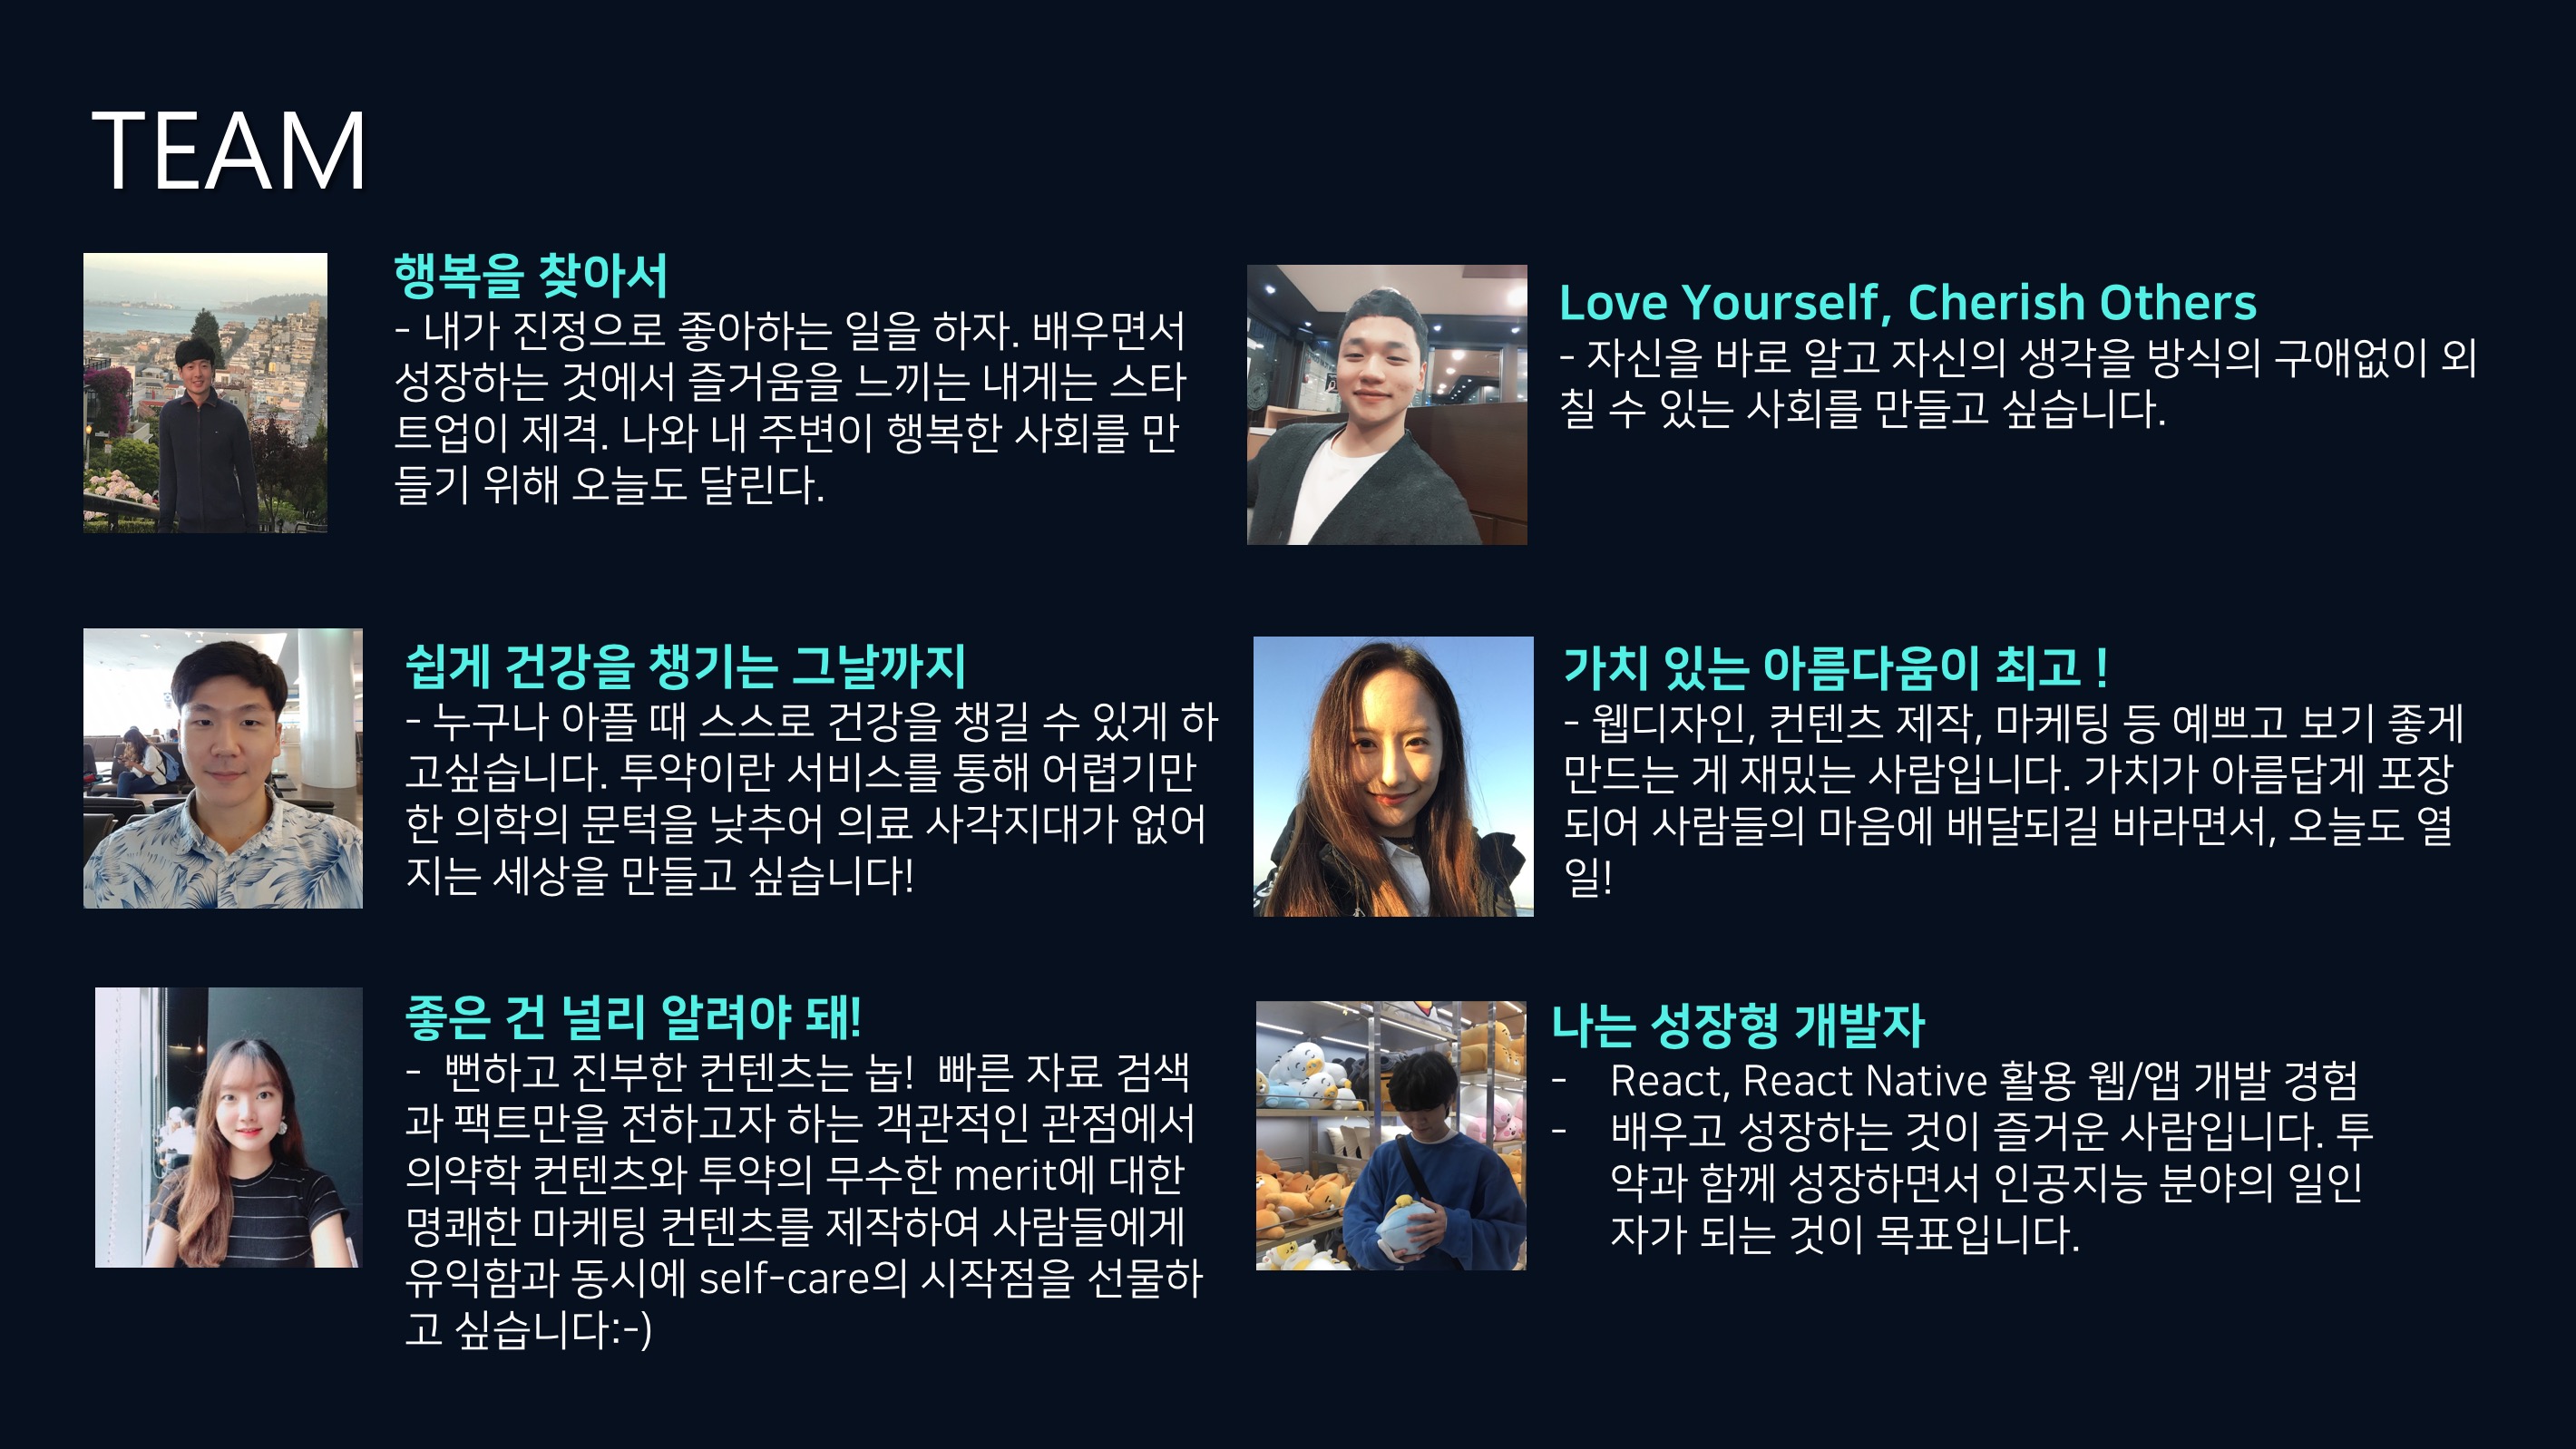 TEAM
행복을 찾아서
- 내가 진정으로 좋아하는 일을 하자. 배우면서
성장하는 것에서 즐거움을 느끼는 내게는 스타
트업이 제격. 나와 내 주변이 행복한 사회를 만
들기 위해 오늘도 달린다.
Love Yourself, Cherish Others
- 자신을 바로 알고 자신의 생각을 방식의 구애없이 외
칠 수 있는 사회를 만들고 싶습니다.
쉽게 건강을 챙기는 그날까지
- 누구나 아플 때 스스로 건강을 챙길 수 있게 하
고싶습니다. 투약이란 서비스를 통해 어렵기만
한 의학의 문턱을 낮추어 의료 사각지대가 없어
지는 세상을 만들고 싶습니다!
가치 있는 아름다움이 최고 !
- 웹디자인, 컨텐츠 제작, 마케팅 등 예쁘고 보기 좋게
만드는 게 재밌는 사람입니다. 가치가 아름답게 포장
되어 사람들의 마음에 배달되길 바라면서, 오늘도 열
일!
좋은 건 널리 알려야 돼!
- 뻔하고 진부한 컨텐츠는 놉! 빠른 자료 검색
과 팩트만을 전하고자 하는 객관적인 관점에서
의약학 컨텐츠와 투약의 무수한 merit에 대한
명쾌한 마케팅 컨텐츠를 제작하여 사람들에게
유익함과 동시에 self-care의 시작점을 선물하
고 싶습니다:-)
나는 성장형 개발자
- React, React Native 활용 웹/앱 개발 경험
- 배우고 성장하는 것이 즐거운 사람입니다. 투
약과 함께 성장하면서 인공지능 분야의 일인
자가 되는 것이 목표입니다.